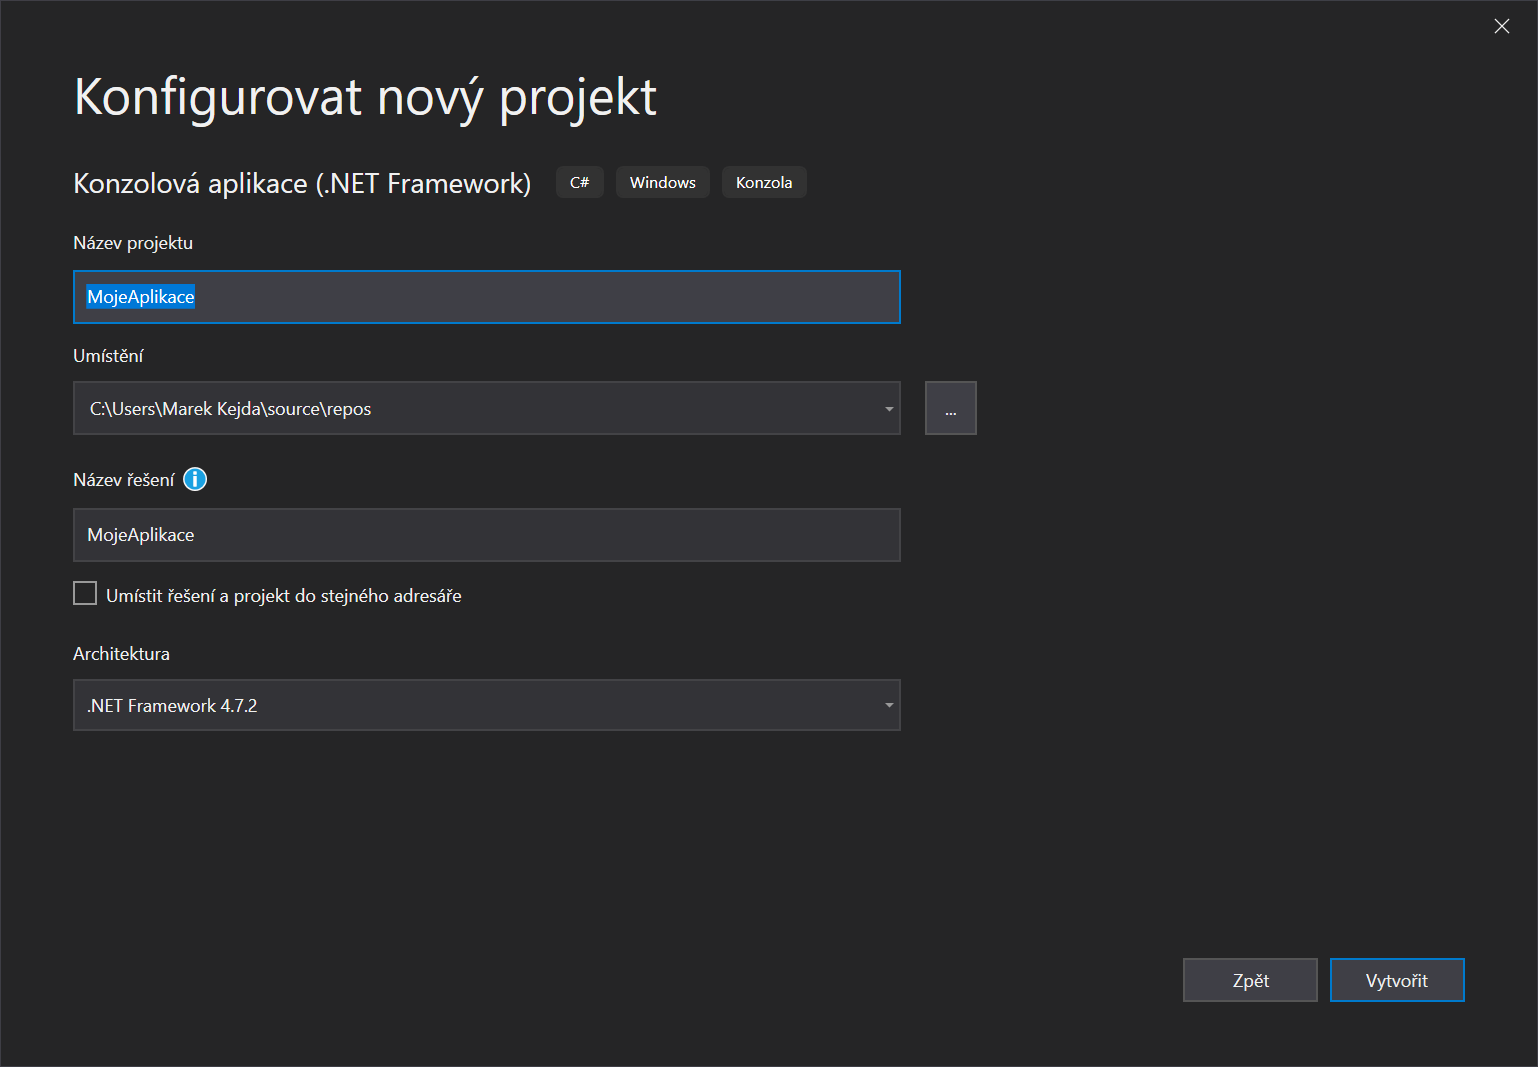 Konfigurovat nový projekt
Konzolová aplikace (.NET Framework) C# Windows Konzola
Název projektu
MojeAplikace
Umístění
C:\Users\Marek Kejda\source\repos
...
Název řešení
MojeAplikace
Umístit řešení a projekt do stejného adresáře
Architektura
.NET Framework 4.7.2
Zpět Vytvořit